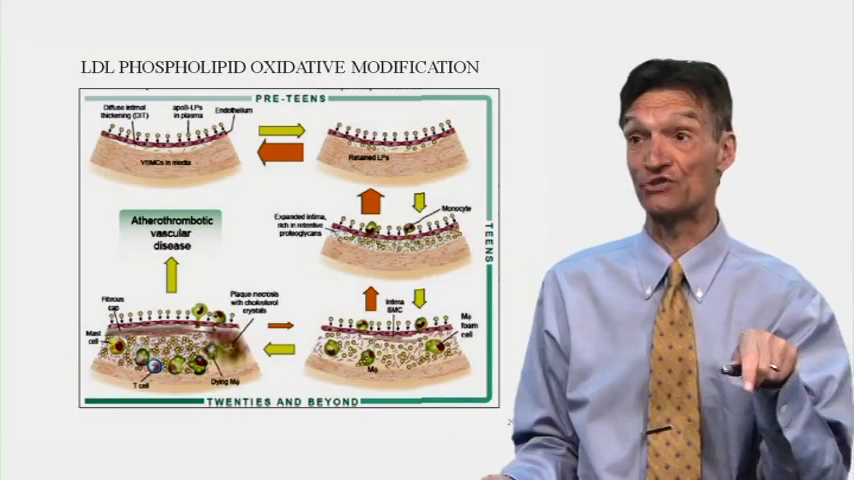 LDL PHOSPHOLIPID OXIDATIVE MODIFICATION
PRE-TEENS
Diffuse intimal
thickening (DIT)
apoB-LPs
in plasma
Endothelium
VSMCs in media
Retained LPs
Monocyte
Expanded intima,
rich in retentive
proteoglycans
TEENS
Atherothrombotic
vascular
disease
Fibrous
cap
Plaque necrosis
with cholesterol
crystals
Intima
SMC
Mφ
foam
cell
Mast
cell
T cell
Dying Mφ
Mφ
TWENTIES AND BEYOND